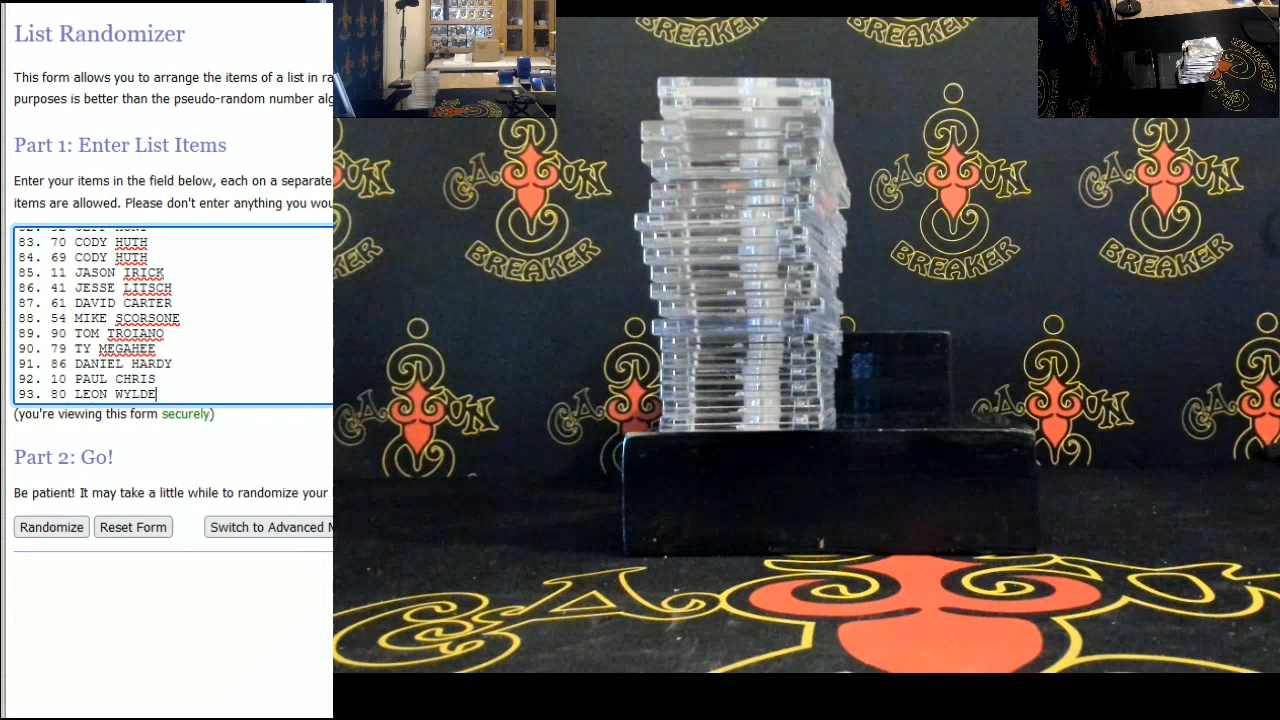 List Randomizer
This form allows you to arrange the items of a list in ra
purposes is better than the pseudo-random number alg
Part 1: Enter List Items
Enter your items in the field below, each on a separate
items are allowed. Please don't enter anything you wou
83. 70 CODY HUTH
84. 69 CODY HUTH
85. 11 JASON IRICK
86. 41 JESSE LITSCH
87. 61 DAVID CARTER
88. 54 MIKE SCORSONE
89. 90 TOM TROIANO
90. 79 TY MEGAHEE
91. 86 DANIEL HARDY
92. 10 PAUL CHRIS
93. 80 LEON WYLDE
(you're viewing this form securely)
Part 2: Go!
Be patient! It may take a little while to randomize your
Randomize Reset Form Switch to Advanced M
BREAKER
BREAKER
BREAKER
BREAKER
BREAKER